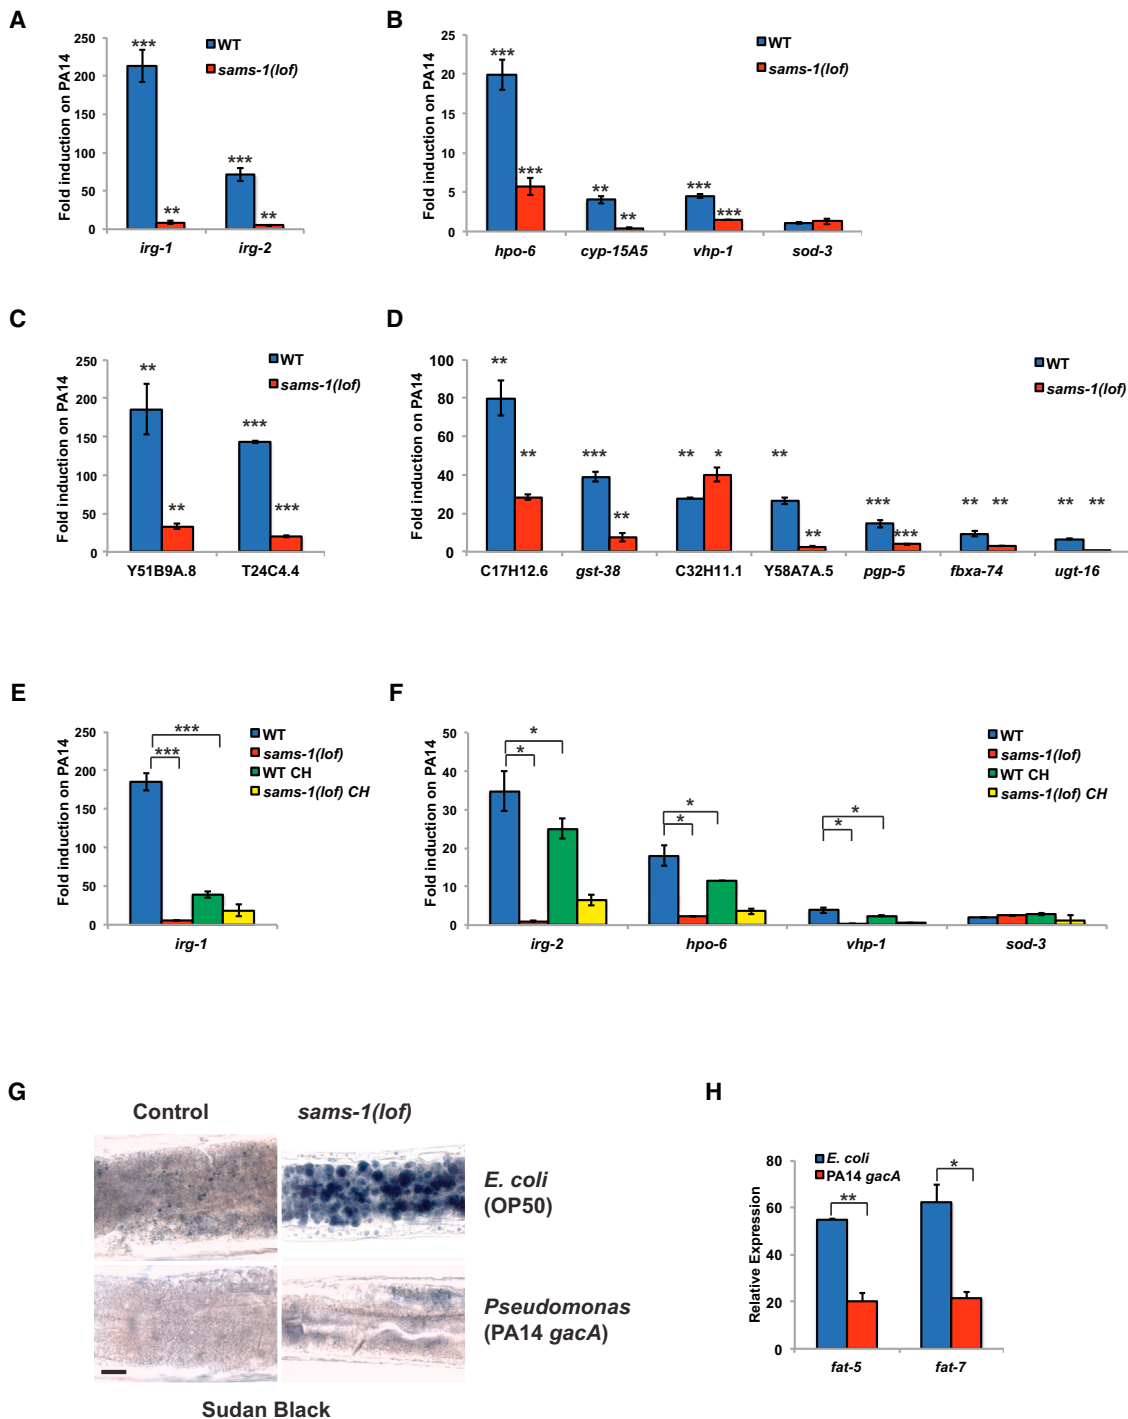 A
Fold induction on PA14
250
200
150
100
50
0
***
**
***
**
WT
sams-1(lof)
irg-1
irg-2
B
Fold induction on PA14
25
20
15
10
5
0
***
***
**
**
***
***
WT
sams-1(lof)
hpo-6
cyp-15A5
vhp-1
sod-3
C
Fold induction on PA14
250
200
150
100
50
0
**
**
***
***
WT
sams-1(lof)
Y51B9A.8
T24C4.4
D
Fold induction on PA14
100
80
60
40
20
0
**
**
***
**
**
*
**
**
***
***
**
**
**
**
WT
sams-1(lof)
C17H12.6
gst-38
C32H11.1
Y58A7A.5
pgp-5
fbxa-74
ugt-16
E
Fold induction on PA14
250
200
150
100
50
0
***
***
WT
sams-1(lof)
WT CH
sams-1(lof) CH
irg-1
F
Fold induction on PA14
50
40
30
20
10
0
*
*
*
*
*
*
WT
sams-1(lof)
WT CH
sams-1(lof) CH
irg-2
hpo-6
vhp-1
sod-3
G
Control
sams-1(lof)
E. coli
(OP50)
Pseudomonas
(PA14 gacA)
Sudan Black
H
Relative Expression
80
60
40
20
0
E. coli
PA14 gacA
**
*
fat-5
fat-7